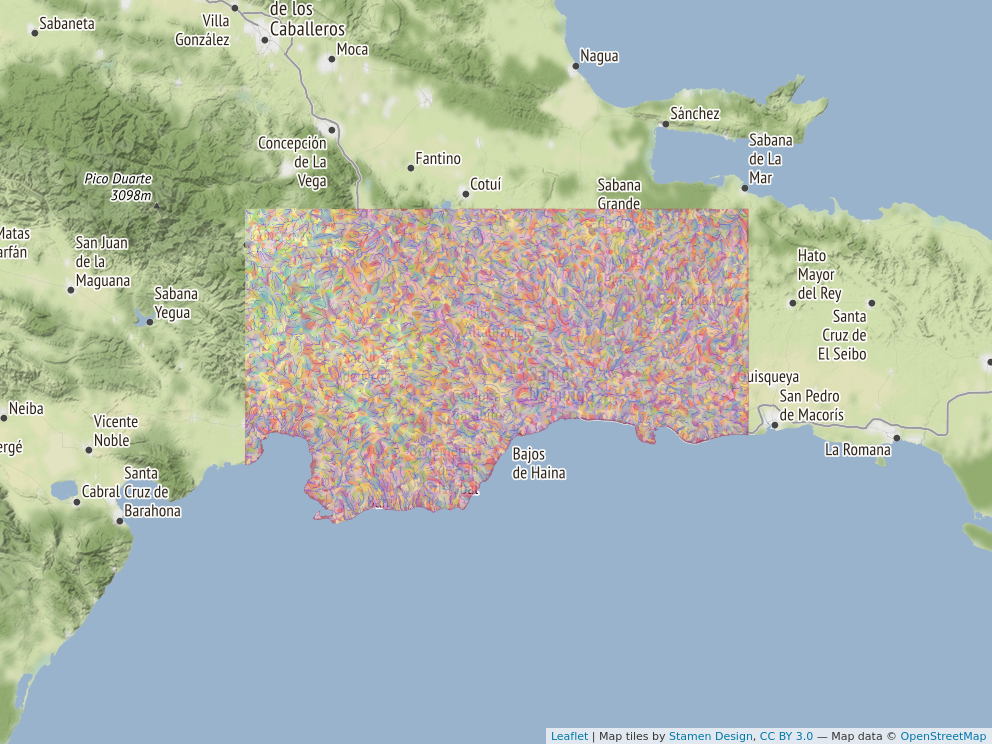 de los
Caballeros
Sabaneta
Villa
González
Moca
Nagua
Sánchez
Concepción
de La
Vega
Fantino
Cotuí
Sabana
de La
Mar
Sabana
Grande
Pico Duarte
3098m
Matas
arfán
San Juan
de la
Maguana
Sabana
Yegua
Hato
Mayor
del Rey
Santa
Cruz de
El Seibo
uisqueya
San Pedro
de Macorís
La Romana
Neiba
ergé
Vicente
Noble
Santa
Cruz de
Barahona
Cabral
Bajos
de Haina
Leaflet | Map tiles by Stamen Design, CC BY 3.0 — Map data © OpenStreetMap